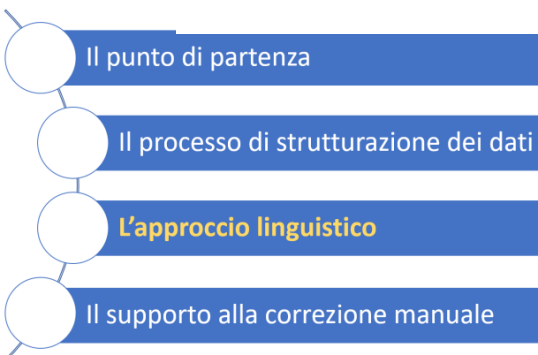 Il punto di partenza
Il processo di strutturazione dei dati
L’approccio linguistico
Il supporto alla correzione manuale